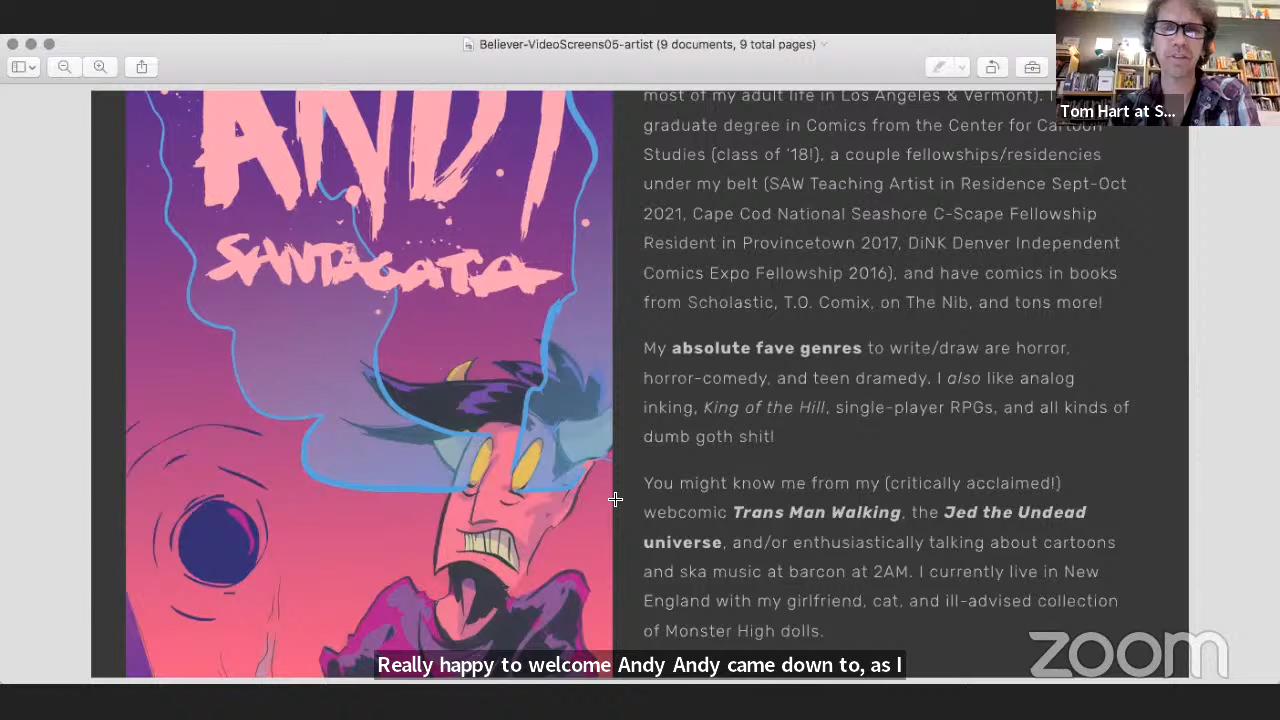 Believer-VideoScreens05-artist (9 documents, 9 total pages)
Tom Hart at S...
ANDY
SANTAGATA
most of my adult life in Los Angeles & Vermont).
graduate degree in Comics from the Center for Cartoon
Studies (class of '18!), a couple fellowships/residencies
under my belt (SAW Teaching Artist in Residence Sept-Oct
2021, Cape Cod National Seashore C-Scape Fellowship
Resident in Provincetown 2017, DiNK Denver Independent
Comics Expo Fellowship 2016), and have comics in books
from Scholastic, T.O. Comix, on The Nib, and tons more!
My absolute fave genres to write/draw are horror,
horror-comedy, and teen dramedy. I also like analog
inking, King of the Hill, single-player RPGs, and all kinds of
dumb goth shit!
You might know me from my (critically acclaimed!)
webcomic Trans Man Walking, the Jed the Undead
universe, and/or enthusiastically talking about cartoons
and ska music at barcon at 2AM. I currently live in New
England with my girlfriend, cat, and ill-advised collection
of Monster High dolls.
Really happy to welcome Andy Andy came down to, as I
zoom